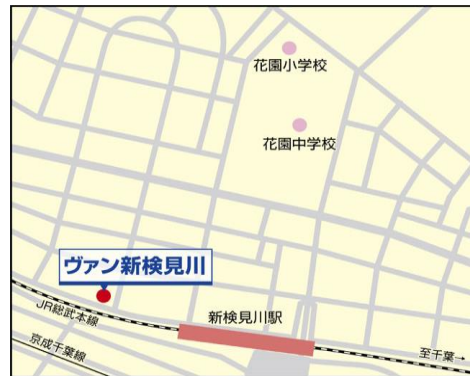 花園小学校
花園中学校
ヴァン新検見川
JR総武本線
新検見川駅
京成千葉線
至千葉→